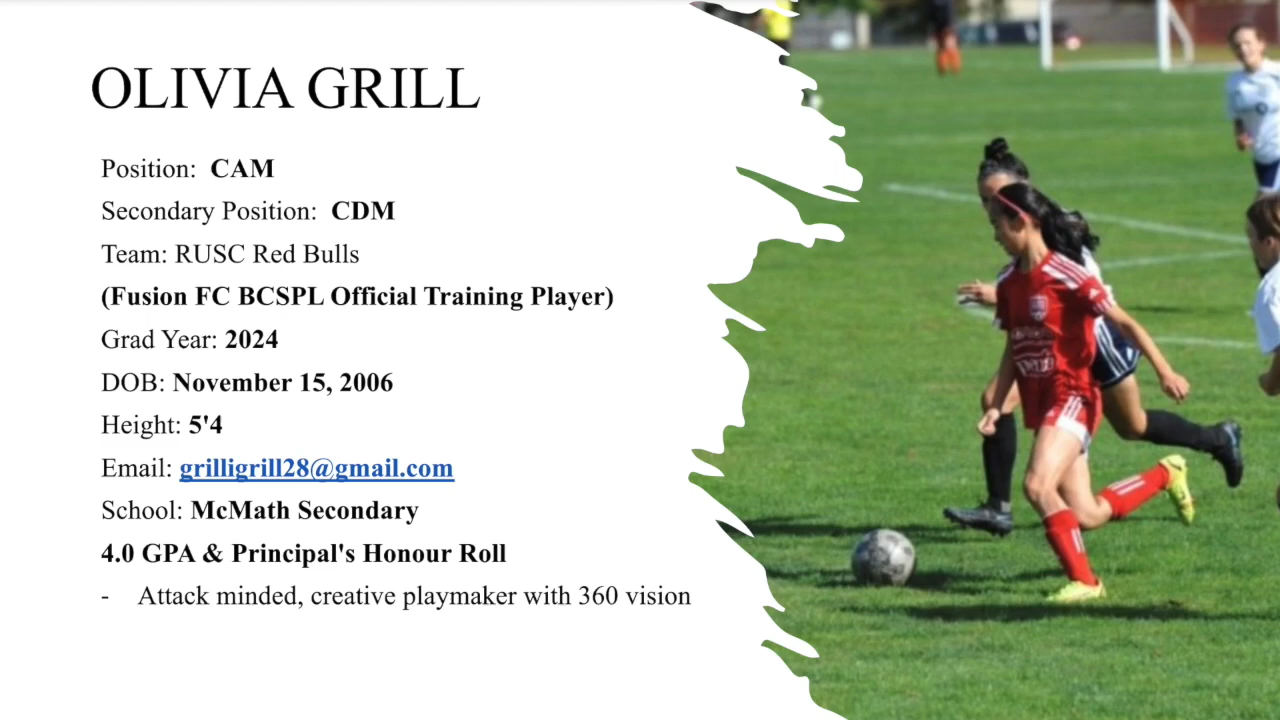 OLIVIA GRILL
Position: CAM
Secondary Position: CDM
Team: RUSC Red Bulls
(Fusion FC BCSPL Official Training Player)
Grad Year: 2024
DOB: November 15, 2006
Height: 5'4
Email: grilligrill28@gmail.com
School: McMath Secondary
4.0 GPA & Principal's Honour Roll
- Attack minded, creative playmaker with 360 vision